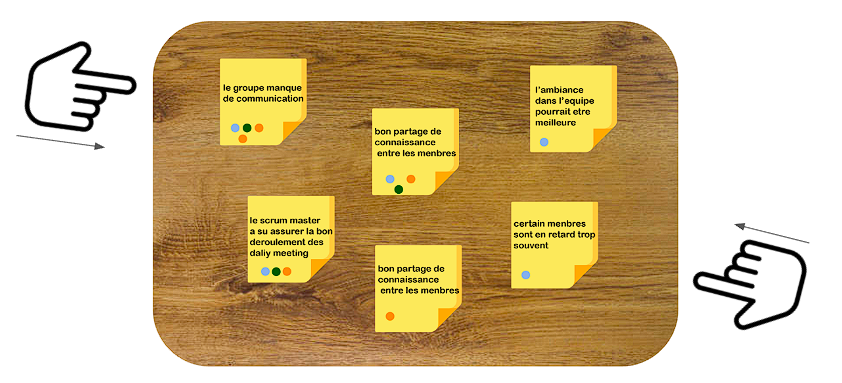 le groupe manque
de communication
bon partage de
connaissance
entre les menbres
l'ambiance
dans l'equipe
pourrait etre
meilleure
le scrum master
a su assurer la bon
deroulement des
daliy meeting
bon partage de
connaissance
entre les menbres
certain menbres
sont en retard trop
souvent